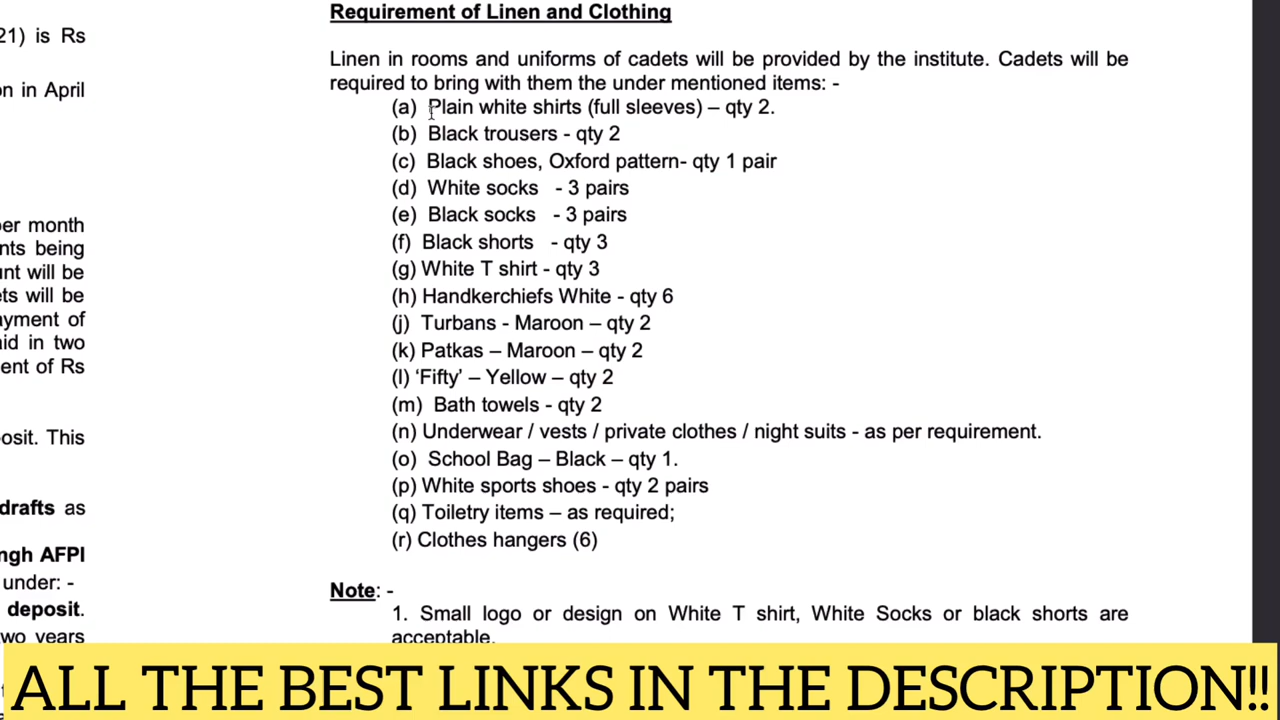 21) is Rs
on in April
per month
nts being
unt will be
ets will be
ayment of
aid in two
ent of Rs
osit. This
drafts as
ngh AFPI
under: -
deposit.
two years
Requirement of Linen and Clothing
Linen in rooms and uniforms of cadets will be provided by the institute. Cadets will be
required to bring with them the under mentioned items: -
(a) Plain white shirts (full sleeves) – qty 2.
(b) Black trousers - qty 2
(c) Black shoes, Oxford pattern- qty 1 pair
(d) White socks - 3 pairs
(e) Black socks - 3 pairs
(f) Black shorts - qty 3
(g) White T shirt - qty 3
(h) Handkerchiefs White - qty 6
(j) Turbans - Maroon – qty 2
(k) Patkas – Maroon – qty 2
(l) ‘Fifty’ – Yellow – qty 2
(m) Bath towels - qty 2
(n) Underwear / vests / private clothes / night suits - as per requirement.
(o) School Bag – Black – qty 1.
(p) White sports shoes - qty 2 pairs
(q) Toiletry items – as required;
(r) Clothes hangers (6)
Note: -
1. Small logo or design on White T shirt, White Socks or black shorts are
acceptable.
ALL THE BEST LINKS IN THE DESCRIPTION!!